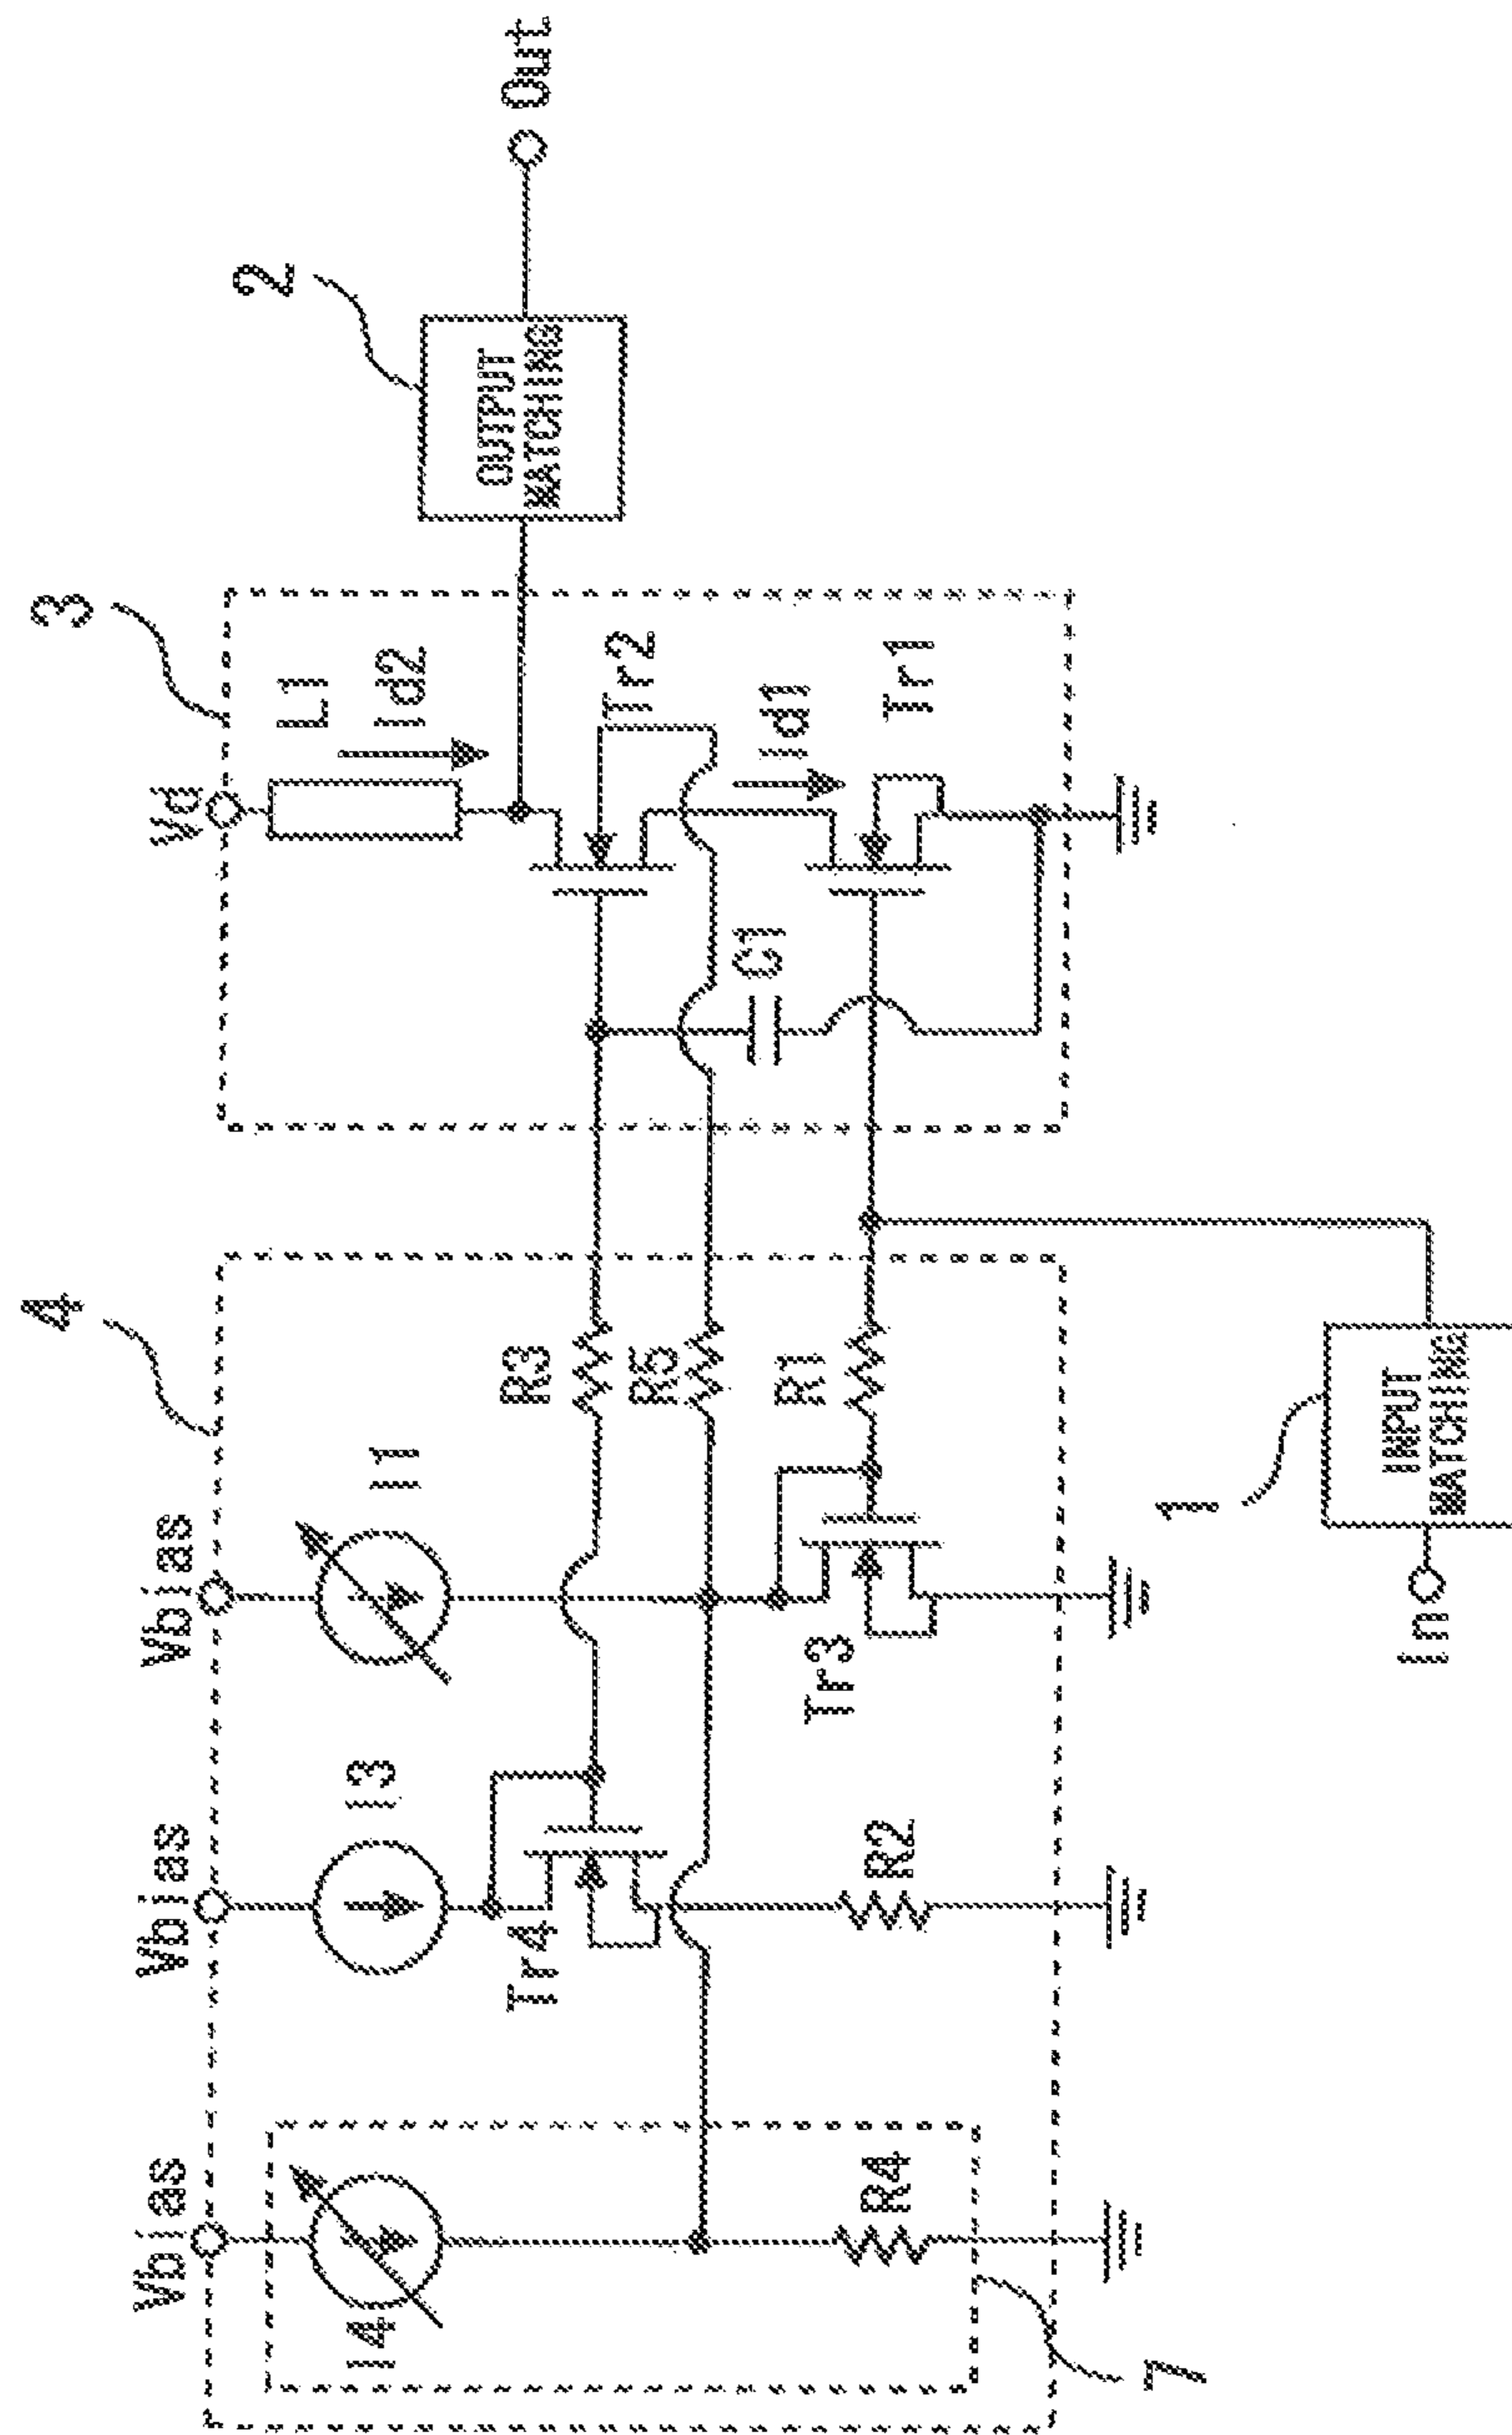 Vbias
Vbias
Vbias
Vd
I4
I3
I1
L1
Id2
Tr4
R3
R5
Tr2
Out
OUTPUT
MATCHING
2
3
4
C1
Id1
R4
R2
Tr3
R1
Tr1
7
1
In
INPUT
MATCHING